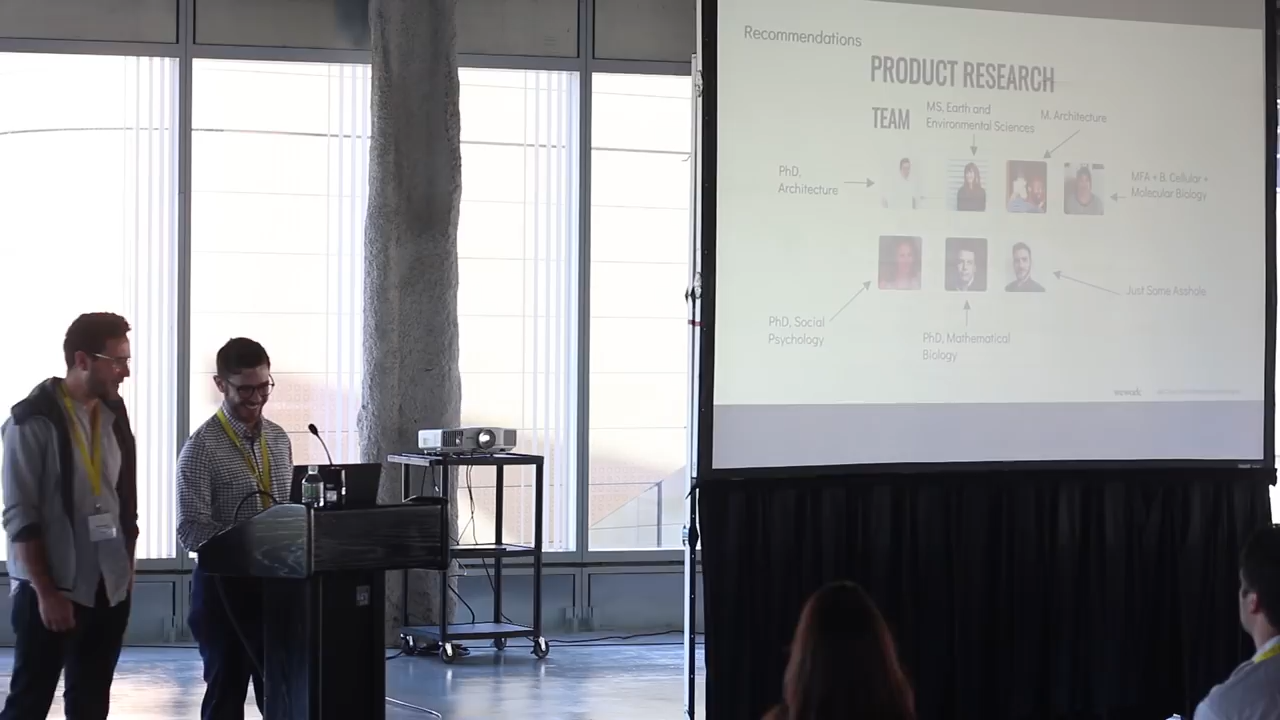 Recommendations
PRODUCT RESEARCH
TEAM
MS, Earth and
Environmental Sciences
M. Architecture
PhD,
Architecture
MFA + B. Cellular +
Molecular Biology
Just Some Asshole
PhD, Social
Psychology
PhD, Mathematical
Biology
wework